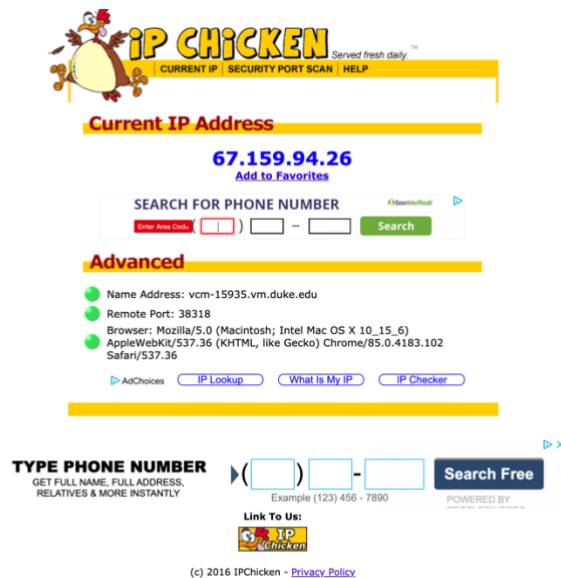 iP CHiCKEN Served fresh daily. ™
CURRENT IP | SECURITY PORT SCAN | HELP
Current IP Address
67.159.94.26
Add to Favorites
SEARCH FOR PHONE NUMBER BeenVerified
Enter Area Code ( ) – Search
Advanced
Name Address: vcm-15935.vm.duke.edu
Remote Port: 38318
Browser: Mozilla/5.0 (Macintosh; Intel Mac OS X 10_15_6)
AppleWebKit/537.36 (KHTML, like Gecko) Chrome/85.0.4183.102
Safari/537.36
AdChoices IP Lookup What Is My IP IP Checker
TYPE PHONE NUMBER
GET FULL NAME, FULL ADDRESS,
RELATIVES & MORE INSTANTLY
( ) - Search Free
Example (123) 456 - 7890
POWERED BY
Link To Us:
IP
Chicken
(c) 2016 IPChicken - Privacy Policy